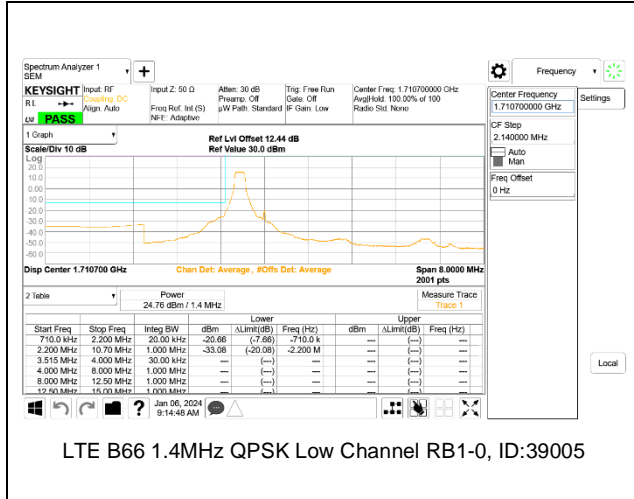 Spectrum Analyzer 1
SEM
Frequency
KEYSIGHT Input: RF Input Z: 50 Ω Atten: 30 dB Trig: Free Run Center Freq: 1.710700000 GHz
R L Coupling: DC Preamp: Off Gate: Off Avg|Hold: 100.00% of 100
Align: Auto Freq Ref: Int (S) µW Path: Standard IF Gain: Low Radio Std: None
NFE: Adaptive
PASS
Center Frequency
1.710700000 GHz
Settings
CF Step
2.140000 MHz
Auto
Man
Freq Offset
0 Hz
1 Graph
Ref Lvl Offset 12.44 dB
Scale/Div 10 dB Ref Value 30.0 dBm
Log
20.0
10.0
0.00
-10.0
-20.0
-30.0
-40.0
-50.0
-60.0
Disp Center 1.710700 GHz Chan Det: Average , #Offs Det: Average Span 8.0000 MHz
2001 pts
2 Table
Power
24.76 dBm / 1.4 MHz
Measure Trace
Trace 1
Lower Upper
Start Freq Stop Freq Integ BW dBm ΔLimit(dB) Freq (Hz) dBm ΔLimit(dB) Freq (Hz)
710.0 kHz 2.200 MHz 20.00 kHz -20.66 (-7.66) -710.0 k --- (---) ---
2.200 MHz 10.70 MHz 1.000 MHz -33.08 (-20.08) -2.200 M --- (---) ---
3.515 MHz 4.000 MHz 30.00 kHz --- (---) --- --- (---) ---
4.000 MHz 8.000 MHz 1.000 MHz --- (---) --- --- (---) ---
8.000 MHz 12.50 MHz 1.000 MHz --- (---) --- --- (---) ---
12.50 MHz 15.00 MHz 1.000 MHz --- (---) --- --- (---) ---
Local
Jan 06, 2024
9:14:48 AM
LTE B66 1.4MHz QPSK Low Channel RB1-0, ID:39005